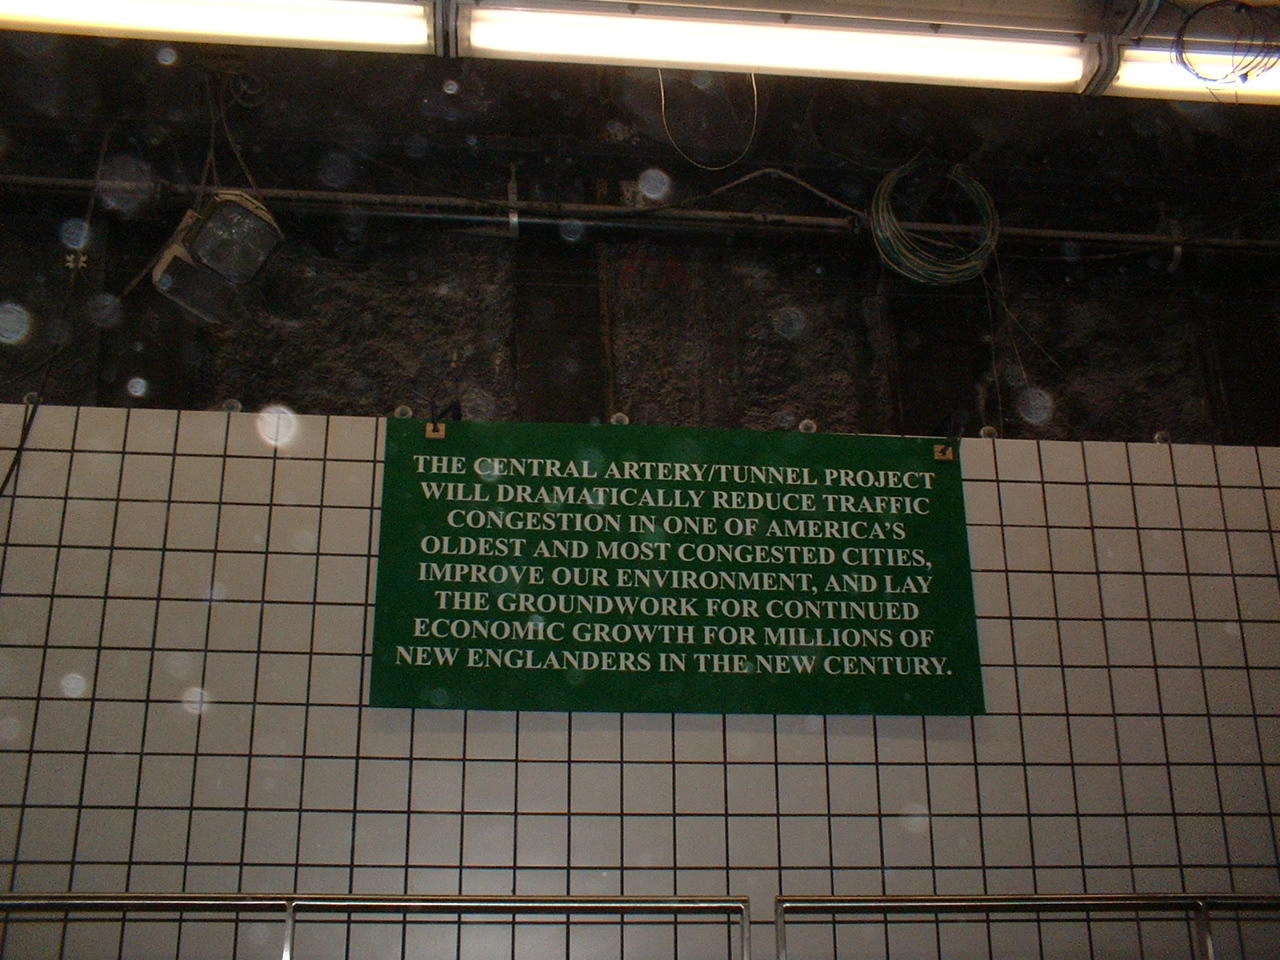 THE CENTRAL ARTERY/TUNNEL PROJECT
WILL DRAMATICALLY REDUCE TRAFFIC
CONGESTION IN ONE OF AMERICA'S
OLDEST AND MOST CONGESTED CITIES,
IMPROVE OUR ENVIRONMENT, AND LAY
THE GROUNDWORK FOR CONTINUED
ECONOMIC GROWTH FOR MILLIONS OF
NEW ENGLANDERS IN THE NEW CENTURY.